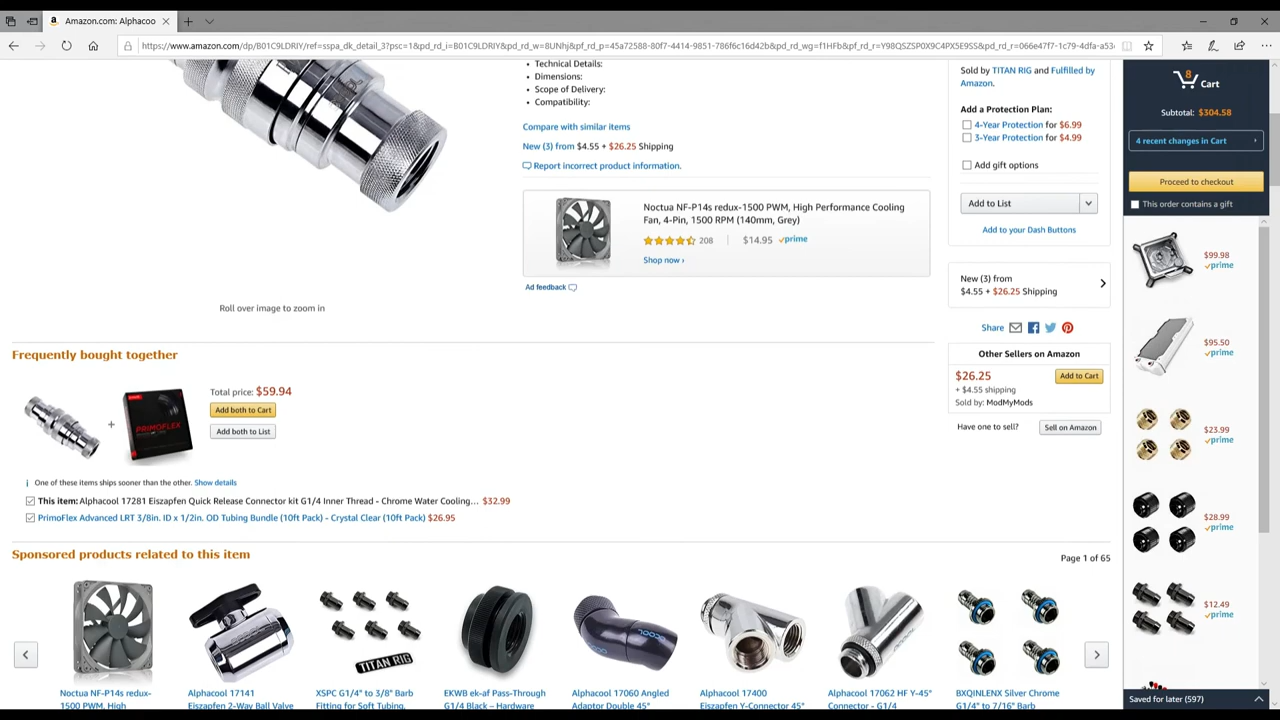 Amazon.com: Alphacoo
https://www.amazon.com/dp/B01C9LDRIY/ref=sspa_dk_detail_3?psc=1&pd_rd_i=B01C9LDRIY&pd_rd_w=8UNhj&pf_rd_p=45a72588-80f7-4414-9851-786f6c16d42b&pd_rd_wg=f1HFb&pf_rd_r=Y98QSZSP0X9C4PX5E9SS&pd_rd_r=066e47f7-1c79-4dfa-a53
• Technical Details:
• Dimensions:
• Scope of Delivery:
• Compatibility:
Compare with similar items
New (3) from $4.55 + $26.25 Shipping
Report incorrect product information.
Noctua NF-P14s redux-1500 PWM, High Performance Cooling
Fan, 4-Pin, 1500 RPM (140mm, Grey)
208 | $14.95 prime
Shop now ›
Ad feedback
Roll over image to zoom in
Sold by TITAN RIG and Fulfilled by
Amazon.
Add a Protection Plan:
4-Year Protection for $6.99
3-Year Protection for $4.99
Add gift options
Add to List
Add to your Dash Buttons
New (3) from
$4.55 + $26.25 Shipping
Share
Other Sellers on Amazon
$26.25 Add to Cart
+ $4.55 shipping
Sold by: ModMyMods
Have one to sell? Sell on Amazon
8
Cart
Subtotal: $304.58
4 recent changes in Cart ›
Proceed to checkout
This order contains a gift
$99.98
prime
$95.50
prime
$23.99
prime
$28.99
prime
$12.49
prime
Saved for later (597)
Frequently bought together
+
PRIMOFLEX
Total price: $59.94
Add both to Cart
Add both to List
i One of these items ships sooner than the other. Show details
This item: Alphacool 17281 Eiszapfen Quick Release Connector kit G1/4 Inner Thread - Chrome Water Cooling… $32.99
PrimoFlex Advanced LRT 3/8in. ID x 1/2in. OD Tubing Bundle (10ft Pack) - Crystal Clear (10ft Pack) $26.95
Sponsored products related to this item
Page 1 of 65
TITAN RIG
Noctua NF-P14s redux-
1500 PWM, High
Alphacool 17141
Eiszapfen 2-Way Ball Valve
XSPC G1/4" to 3/8" Barb
Fitting for Soft Tubing,
EKWB ek-af Pass-Through
G1/4 Black – Hardware
Alphacool 17060 Angled
Adaptor Double 45°
Alphacool 17400
Eiszapfen Y-Connector 45°
Alphacool 17062 HF Y-45°
Connector - G1/4
BXQINLENX Silver Chrome
G1/4" to 7/16" Barb